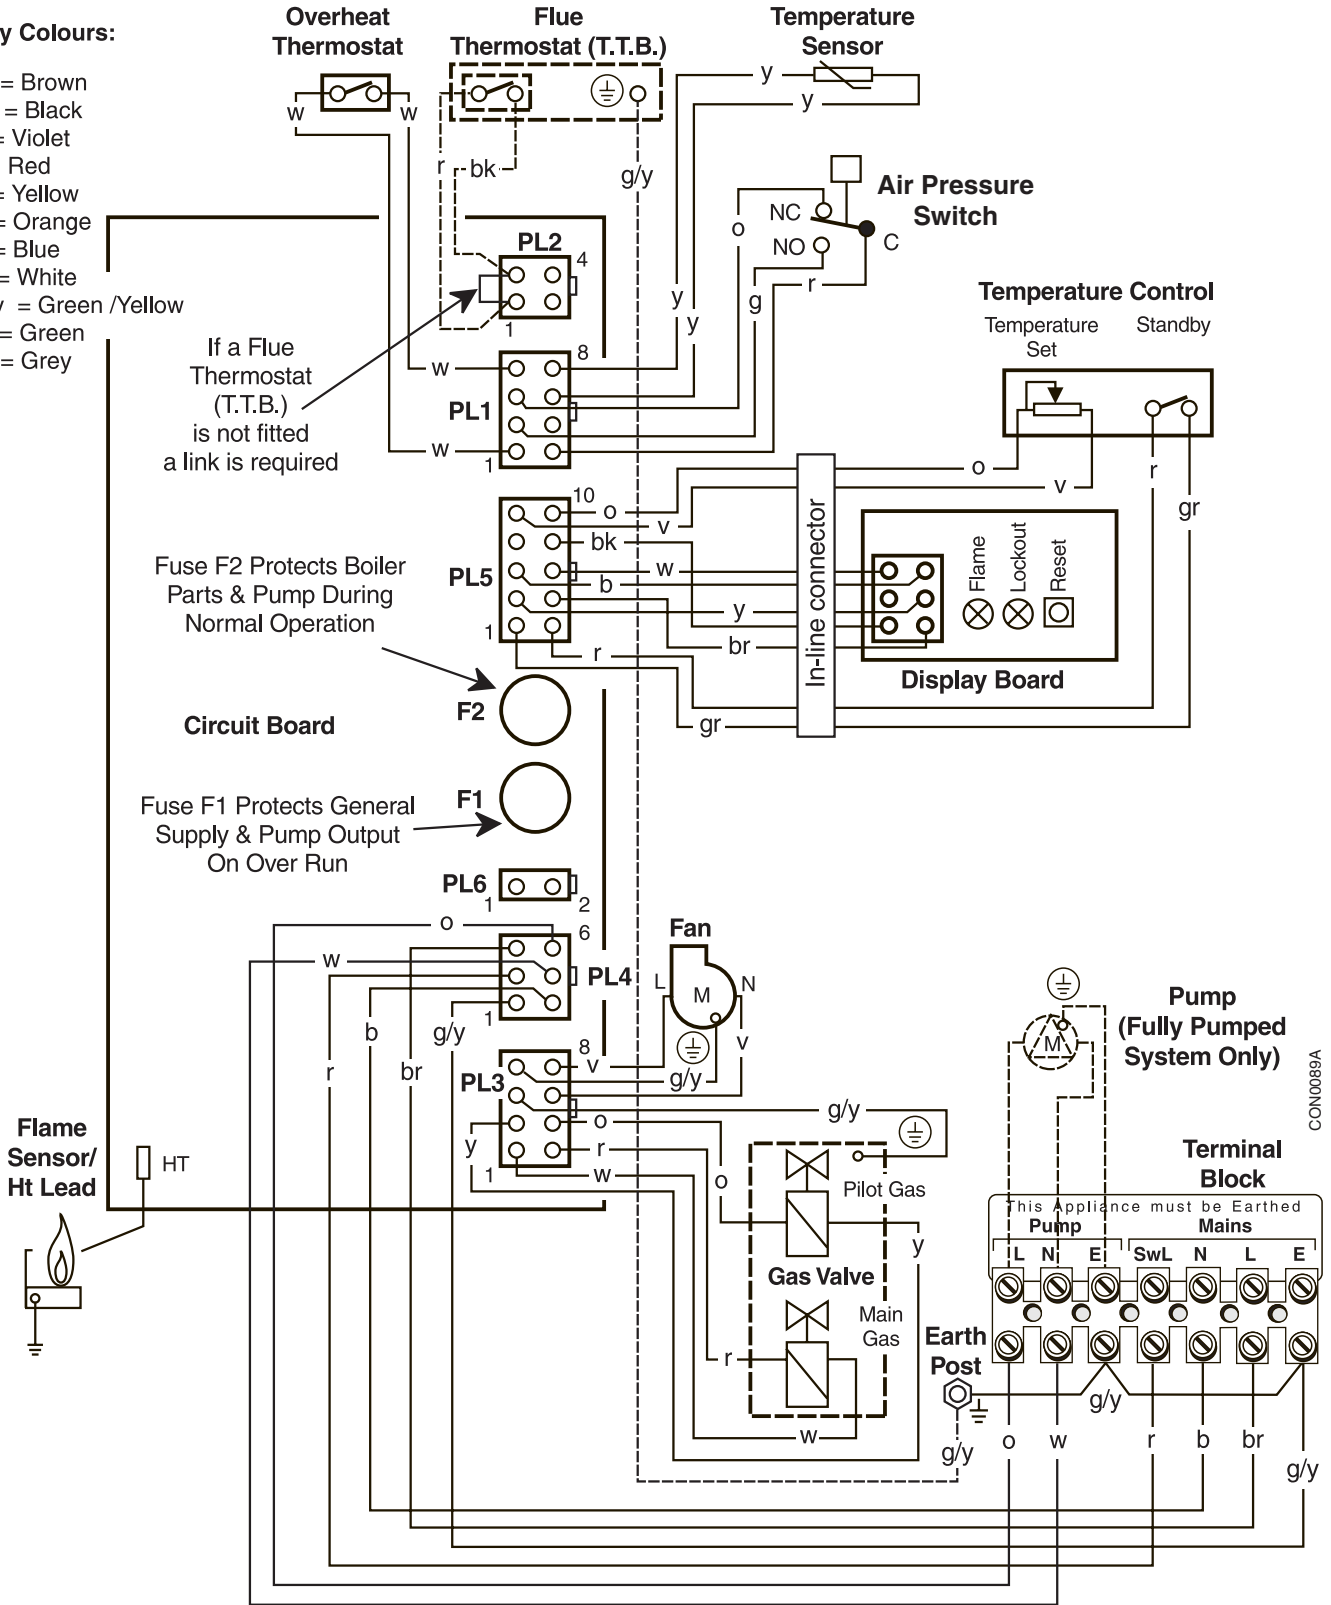 y Colours:
= Brown
= Black
= Violet
Red
= Yellow
= Orange
= Blue
= White
y = Green /Yellow
= Green
= Grey
Overheat
Thermostat
Flue
Thermostat (T.T.B.)
Temperature
Sensor
w
w
r
bk
g/y
y
y
Air Pressure
Switch
NC
NO
C
o
g
r
y
y
PL2
4
1
If a Flue
Thermostat
(T.T.B.)
is not fitted
a link is required
PL1
8
1
w
w
Temperature Control
Temperature
Set
Standby
o
v
r
gr
PL5
10
1
o
v
bk
w
b
y
br
r
gr
In-line connector
Flame
Lockout
Reset
Display Board
Fuse F2 Protects Boiler
Parts & Pump During
Normal Operation
F2
Circuit Board
Fuse F1 Protects General
Supply & Pump Output
On Over Run
F1
PL6
1
2
o
w
6
PL4
1
b
g/y
r
br
Fan
L
M
N
v
v
g/y
PL3
8
1
y
o
r
w
g/y
o
Pilot Gas
y
Gas Valve
Main
Gas
r
w
Flame
Sensor/
Ht Lead
HT
M
Pump
(Fully Pumped
System Only)
CON0089A
Terminal
Block
This Appliance must be Earthed
Pump
Mains
L N E SwL N L E
Earth
Post
g/y
g/y
o
w
r
b
br
g/y